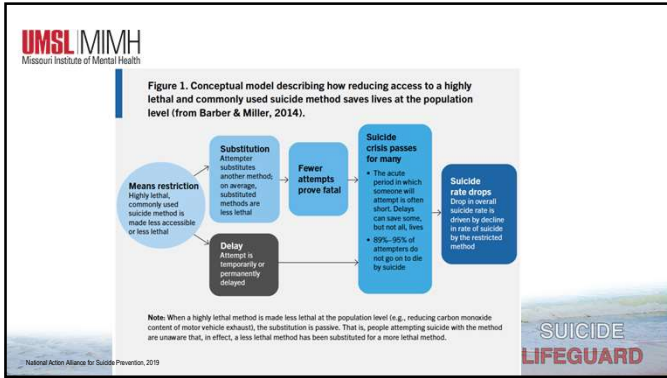 UMSL MIMH
Missouri Institute of Mental Health
Figure 1. Conceptual model describing how reducing access to a highly
lethal and commonly used suicide method saves lives at the population
level (from Barber & Miller, 2014).
Means restriction
Highly lethal,
commonly used
suicide method is
made less accessible
or less lethal
Substitution
Attempter
substitutes
another method;
on average,
substituted
methods are
less lethal
Delay
Attempt is
temporarily or
permanently
delayed
Fewer
attempts
prove fatal
Suicide
crisis passes
for many
• The acute
period in which
someone will
attempt is often
short. Delays
can save some,
but not all, lives
• 89%–95% of
attempters do
not go on to die
by suicide
Suicide
rate drops
Drop in overall
suicide rate is
driven by decline
in rate of suicide
by the restricted
method
Note: When a highly lethal method is made less lethal at the population level (e.g., reducing carbon monoxide
content of motor vehicle exhaust), the substitution is passive. That is, people attempting suicide with the method
are unaware that, in effect, a less lethal method has been substituted for a more lethal method.
National Action Alliance for Suicide Prevention, 2019
SUICIDE
LIFEGUARD